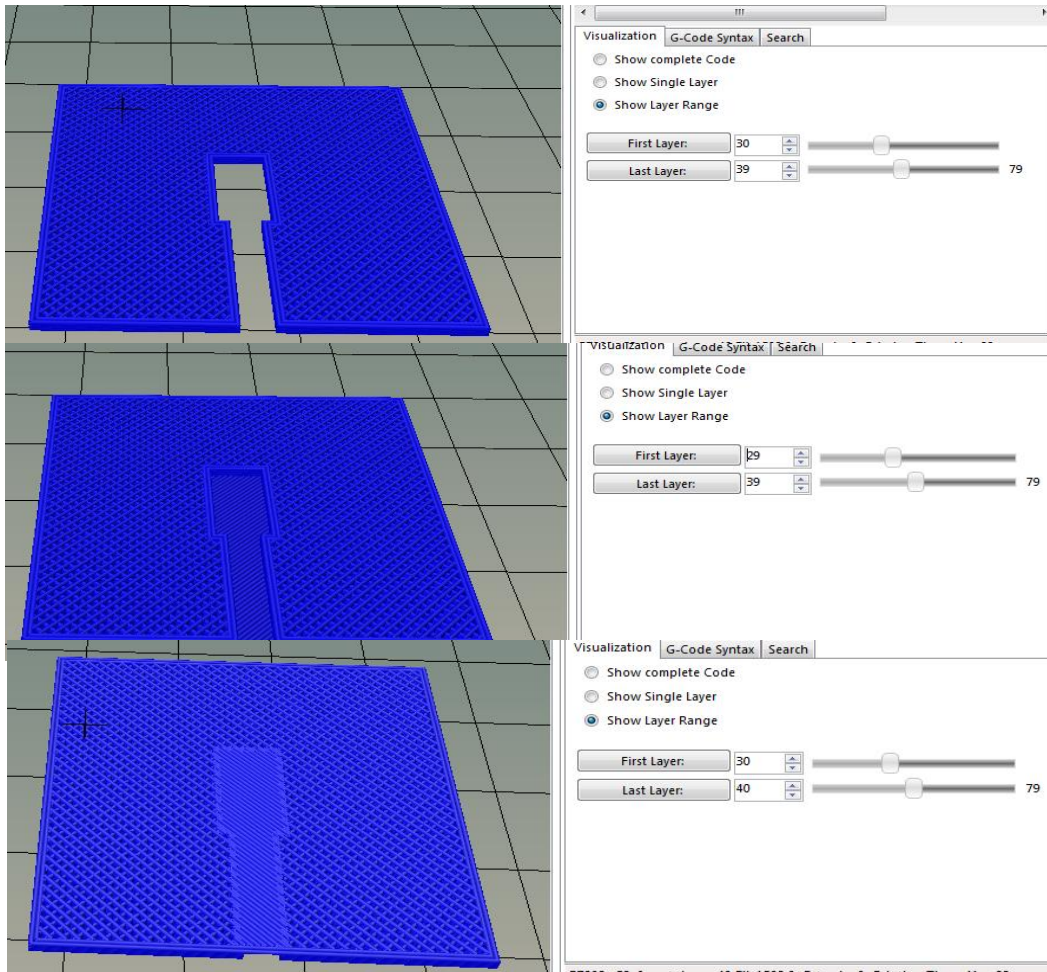 Visualization G-Code Syntax Search
Show complete Code
Show Single Layer
Show Layer Range
First Layer: 30
Last Layer: 39 79
Visualization G-Code Syntax Search
Show complete Code
Show Single Layer
Show Layer Range
First Layer: 29
Last Layer: 39 79
Visualization G-Code Syntax Search
Show complete Code
Show Single Layer
Show Layer Range
First Layer: 30
Last Layer: 40 79